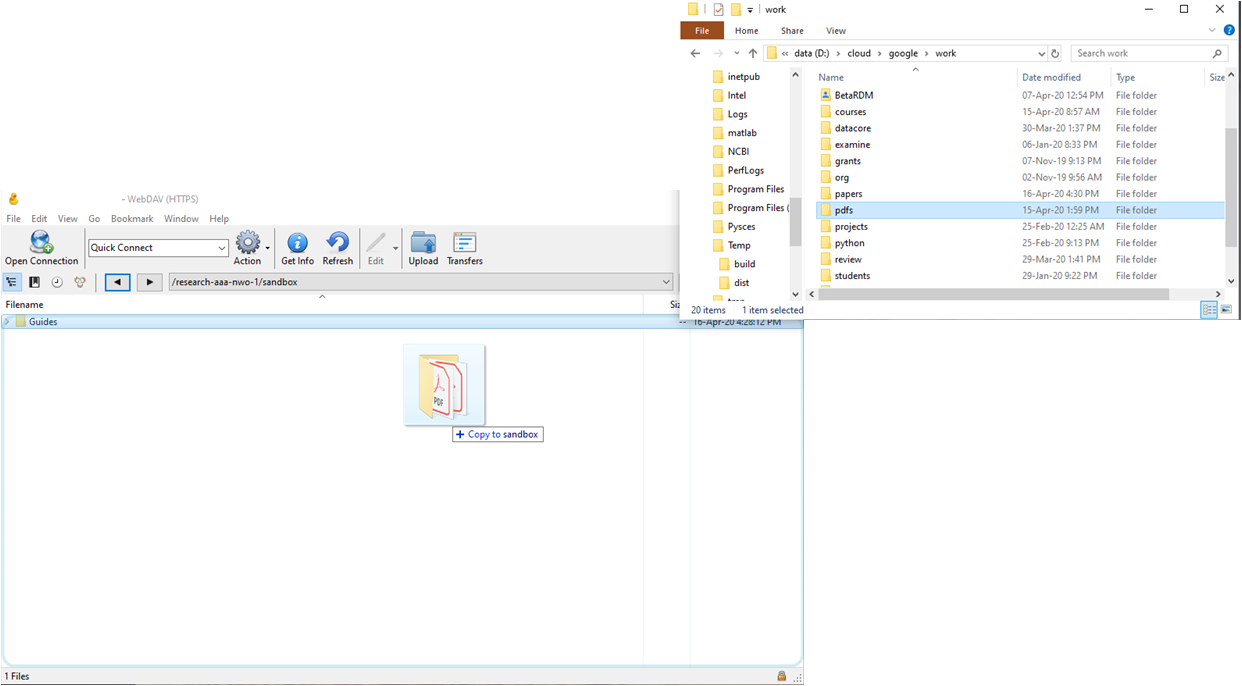 work
File Home Share View
data (D:) cloud google work
Search work
inetpub
Intel
Logs
matlab
NCBI
PerfLogs
Program Files
Program Files (
Pysces
Temp
build
dist
tmp
Name Date modified Type Size
BetaRDM 07-Apr-20 12:54 PM File folder
courses 15-Apr-20 8:57 AM File folder
datacore 30-Mar-20 1:37 PM File folder
examine 06-Jan-20 8:33 PM File folder
grants 07-Nov-19 9:13 PM File folder
org 02-Nov-19 9:56 AM File folder
papers 16-Apr-20 4:30 PM File folder
pdfs 15-Apr-20 1:59 PM File folder
projects 25-Feb-20 12:25 AM File folder
python 25-Feb-20 9:13 PM File folder
review 29-Mar-20 1:41 PM File folder
students 29-Jan-20 9:22 PM File folder
20 items 1 item selected
- WebDAV (HTTPS)
File Edit View Go Bookmark Window Help
Open Connection Quick Connect Action Get Info Refresh Edit Upload Transfers
/research-aaa-nwo-1/sandbox
Filename Siz
Guides -- 16-Apr-20 4:28:12 PM
PDF
+ Copy to sandbox
1 Files